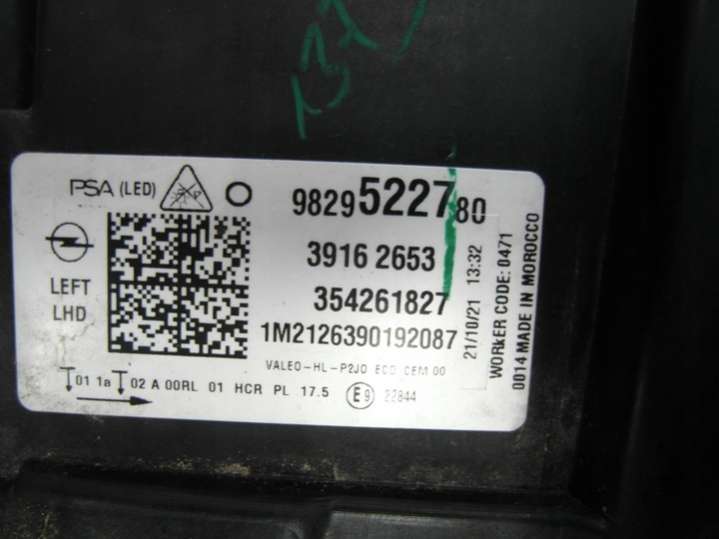 PSA (LED)
9829522780
3916 2653
354261827
1M2126390192087
LEFT
LHD
VALEO-HL-P2JO ECO CEM 00
01 1a 02 A 00RL 01 HCR PL 17.5 E9 22844
21/10/21 13:32
WORKER CODE: 0471
0014 MADE IN MOROCCO